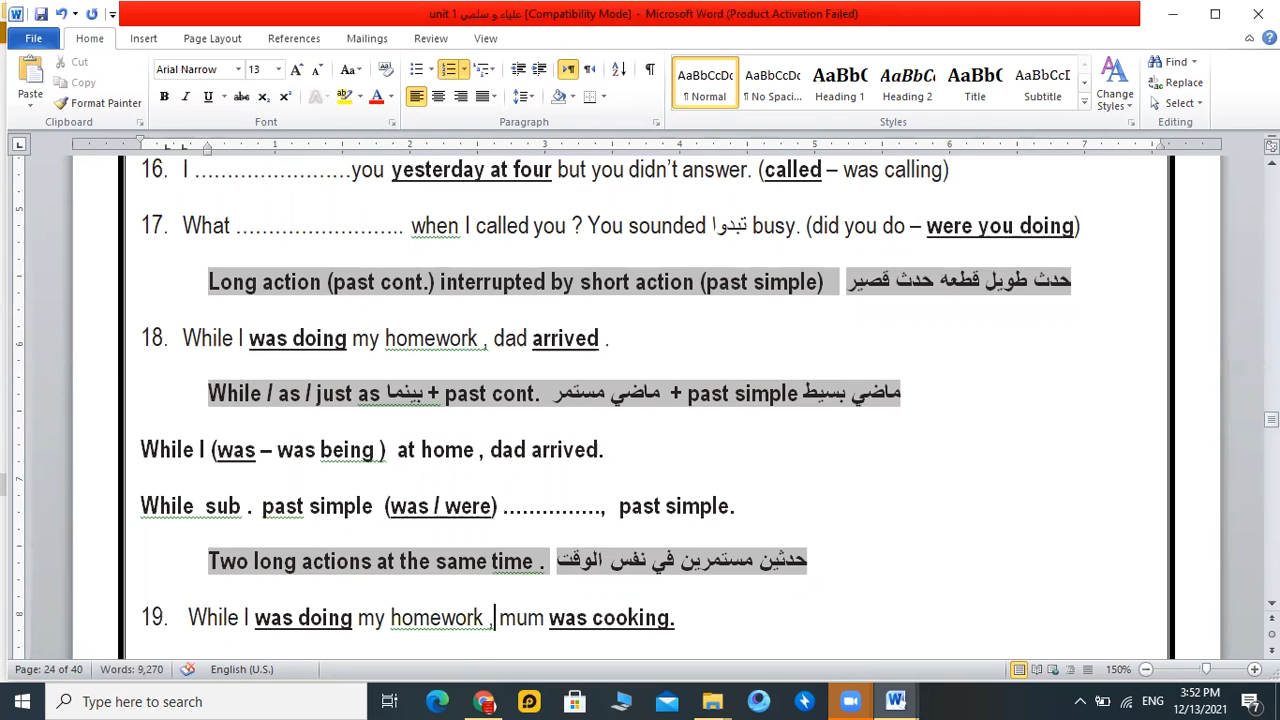 unit 1 علياء و سلمي [Compatibility Mode] - Microsoft Word (Product Activation Failed)
File Home Insert Page Layout References Mailings Review View
Paste Cut Copy Format Painter
Clipboard
Arial Narrow 13
Font
Paragraph
AaBbCcDc AaBbCcDc AaBbC AaBbCc AaBbC AaBbCcI
¶ Normal ¶ No Spaci... Heading 1 Heading 2 Title Subtitle
Styles
Change Styles
Find Replace Select
Editing
16. I ……………………you yesterday at four but you didn’t answer. (called – was calling)
17. What ………………………….. when I called you ? You sounded تبدوا busy. (did you do – were you doing)
Long action (past cont.) interrupted by short action (past simple) حدث طويل قطعه حدث قصير
18. While I was doing my homework , dad arrived .
While / as / just as بينما + past cont. ماضي مستمر + past simple ماضي بسيط
While I (was – was being ) at home , dad arrived.
While sub . past simple (was / were) ……………, past simple.
Two long actions at the same time . حدثين مستمرين في نفس الوقت
19. While I was doing my homework , mum was cooking.
Page: 24 of 40 Words: 9,270 English (U.S.) 150%
Type here to search
ENG 3:52 PM
12/13/2021 7